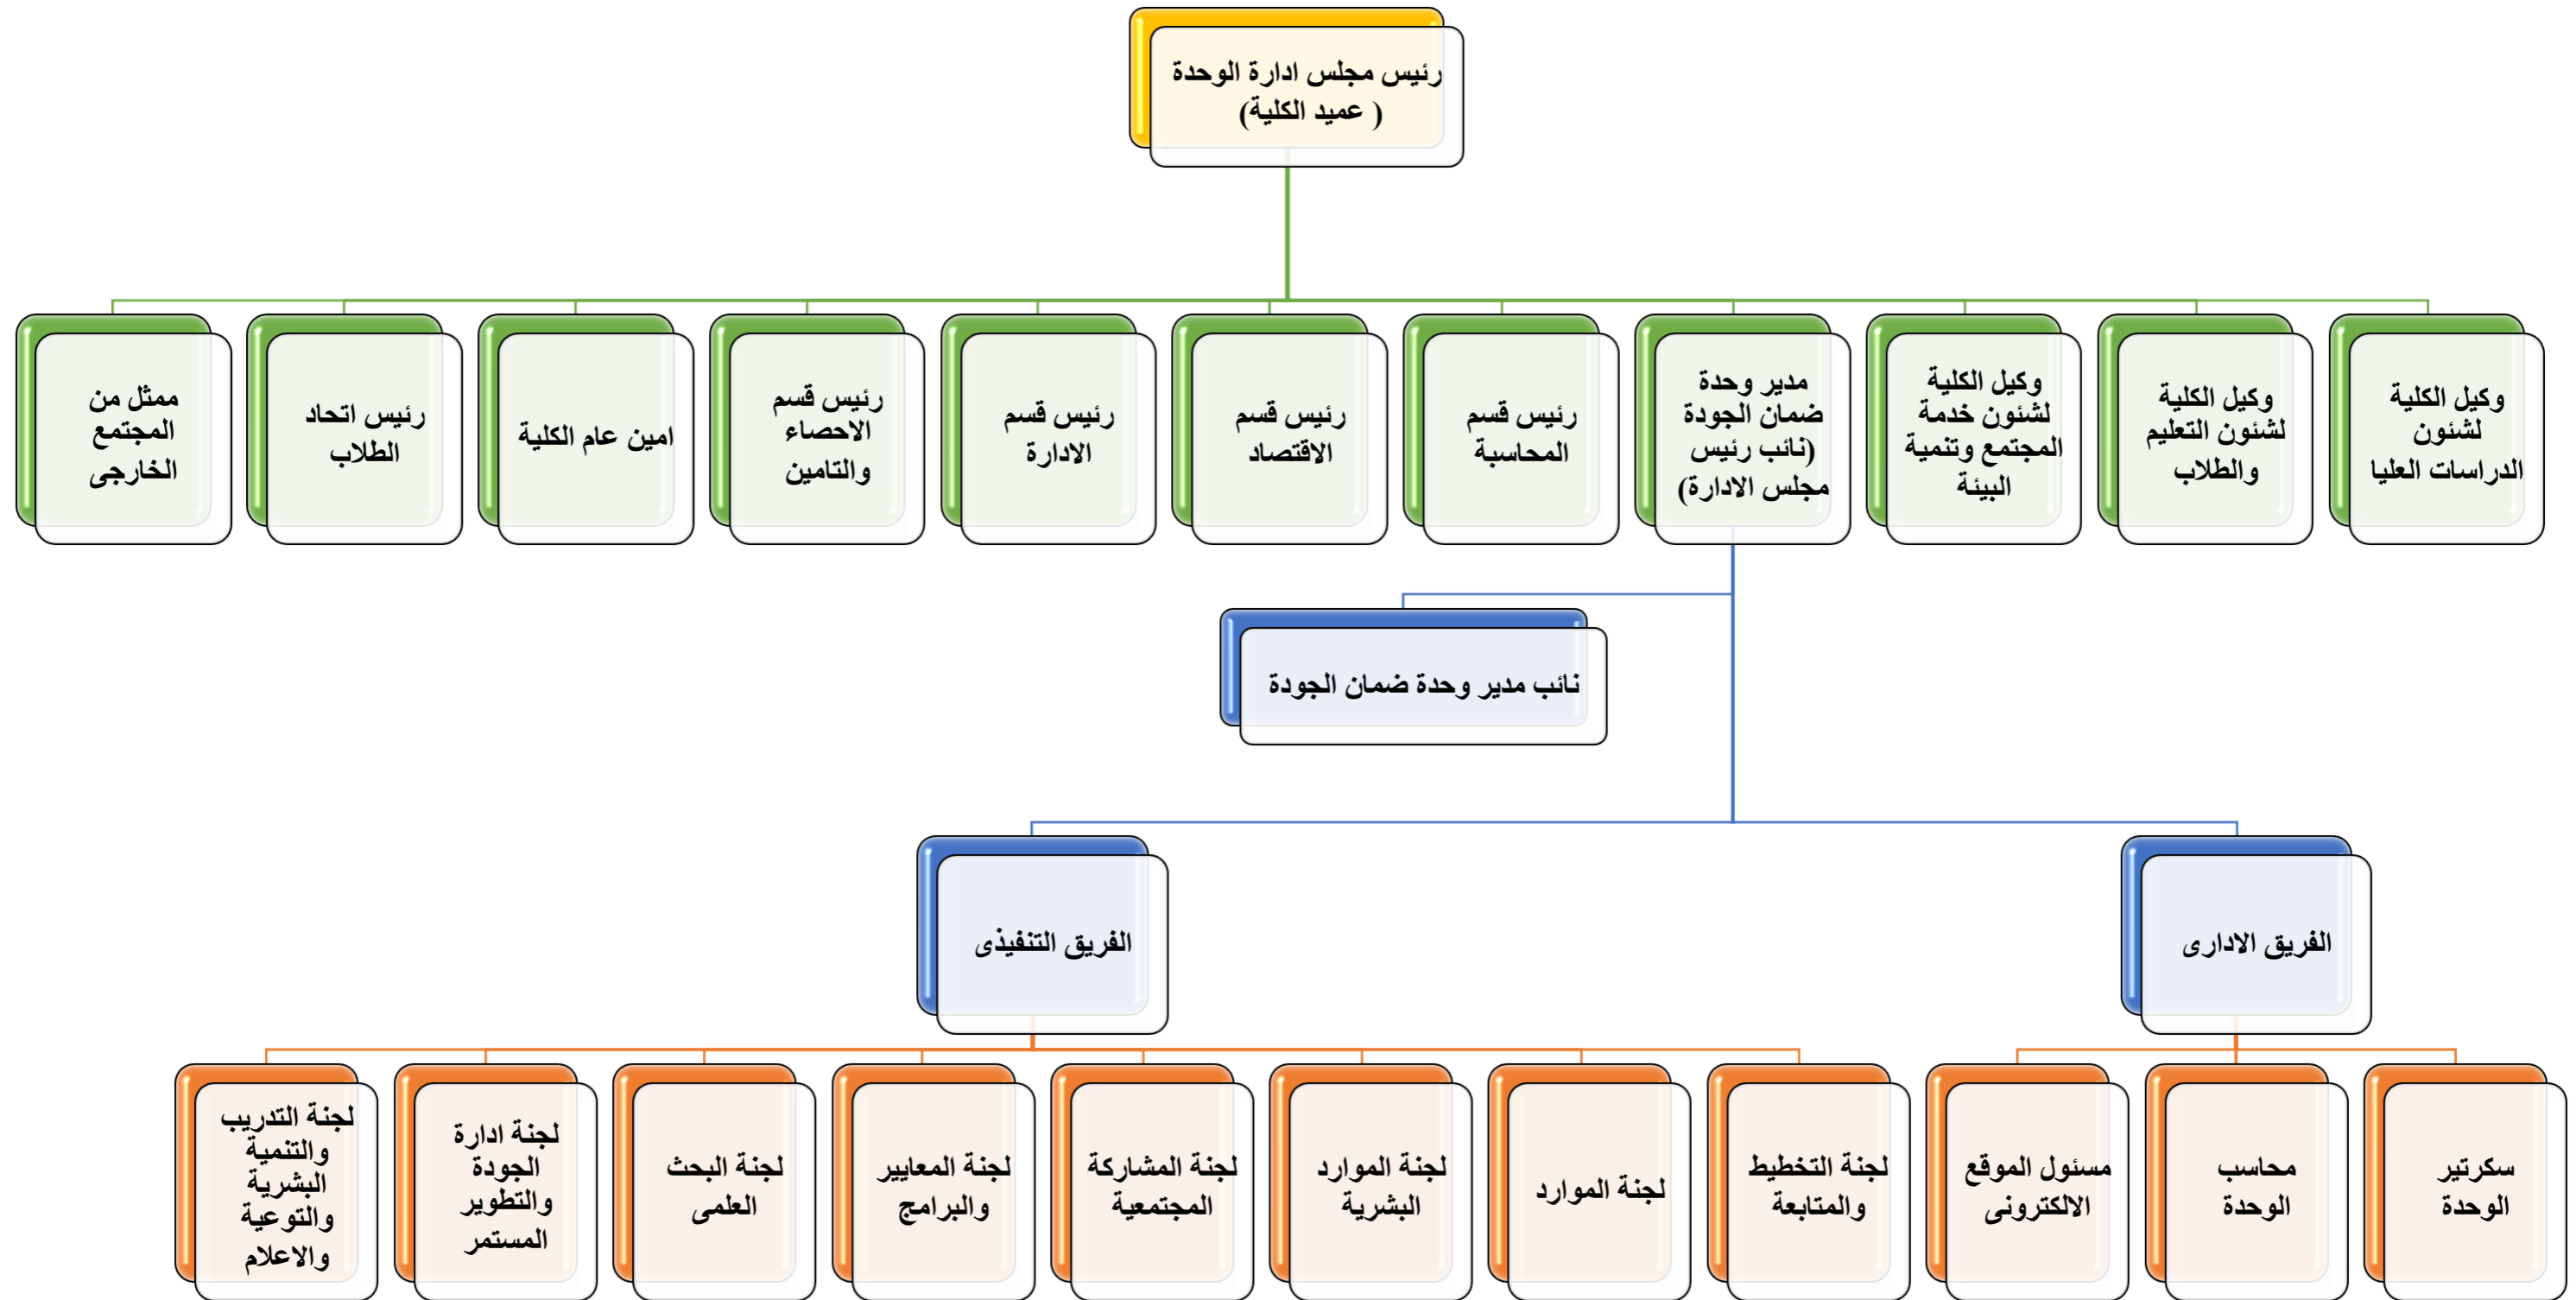 رئيس مجلس ادارة الوحدة
( عميد الكلية)
وكيل الكلية
لشئون
الدراسات العليا
وكيل الكلية
لشئون التعليم
والطلاب
وكيل الكلية
لشئون خدمة
المجتمع وتنمية
البيئة
مدير وحدة
ضمان الجودة
(نائب رئيس
مجلس الادارة)
رئيس قسم
المحاسبة
رئيس قسم
الاقتصاد
رئيس قسم
الادارة
رئيس قسم
الاحصاء
والتامين
امين عام الكلية
رئيس اتحاد
الطلاب
ممثل من
المجتمع
الخارجى
نائب مدير وحدة ضمان الجودة
الفريق الادارى
الفريق التنفيذى
سكرتير
الوحدة
محاسب
الوحدة
مسئول الموقع
الالكترونى
لجنة التخطيط
والمتابعة
لجنة الموارد
لجنة الموارد
البشرية
لجنة المشاركة
المجتمعية
لجنة المعايير
والبرامج
لجنة البحث
العلمى
لجنة ادارة
الجودة
والتطوير
المستمر
لجنة التدريب
والتنمية
البشرية
والتوعية
والاعلام